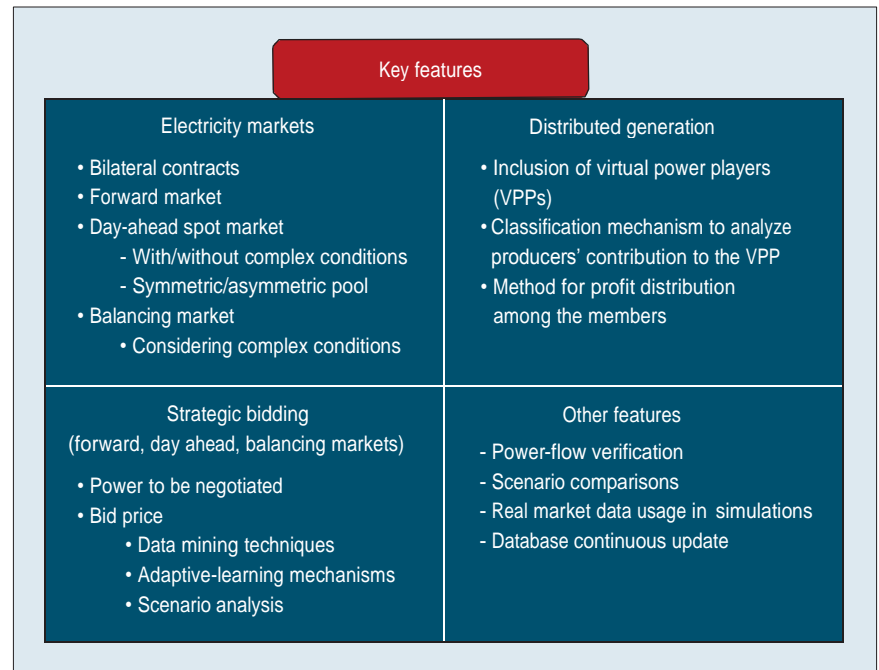 Key features
Electricity markets
• Bilateral contracts
• Forward market
• Day-ahead spot market
- With/without complex conditions
- Symmetric/asymmetric pool
• Balancing market
• Considering complex conditions
Distributed generation
• Inclusion of virtual power players
(VPPs)
• Classification mechanism to analyze
producers’ contribution to the VPP
• Method for profit distribution
among the members
Strategic bidding
(forward, day ahead, balancing markets)
• Power to be negotiated
• Bid price
• Data mining techniques
• Adaptive-learning mechanisms
• Scenario analysis
Other features
- Power-flow verification
- Scenario comparisons
- Real market data usage in simulations
- Database continuous update